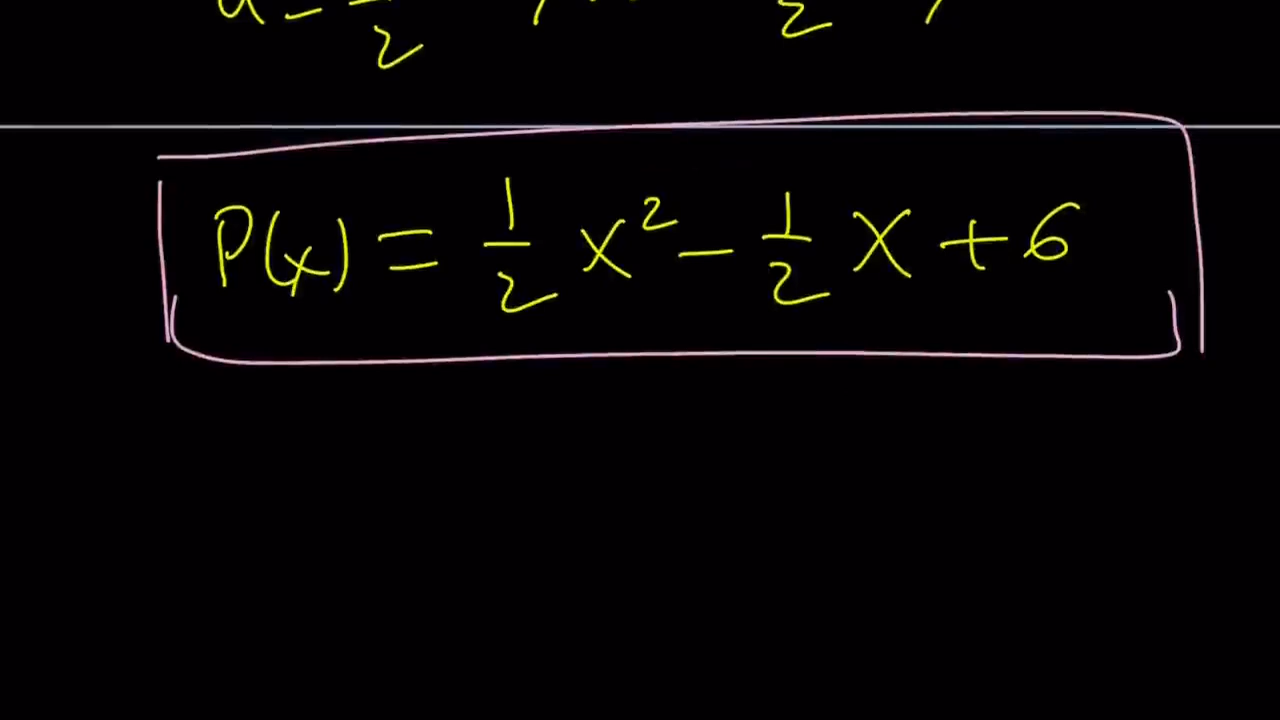 P(x) = 1/2 x² - 1/2 x + 6